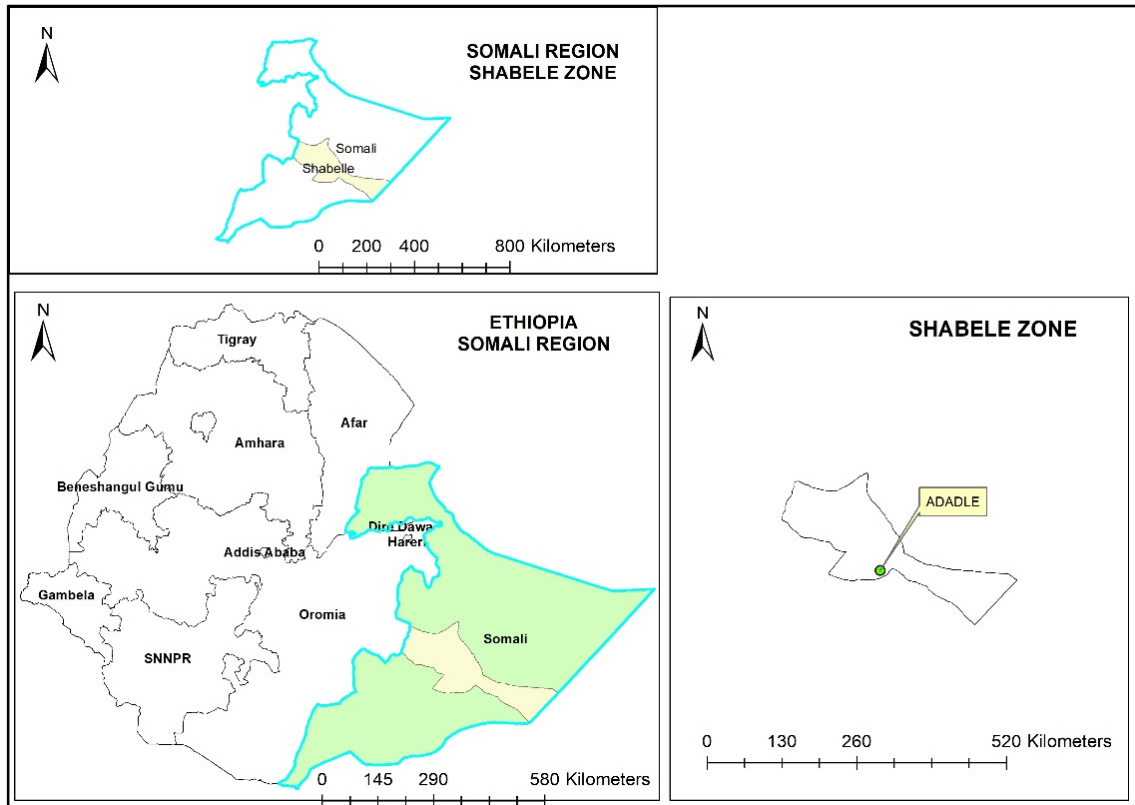 N
SOMALI REGION
SHABELE ZONE
Somali
Shabelle
0 200 400 800 Kilometers
N
ETHIOPIA
SOMALI REGION
Tigray
Afar
Amhara
Beneshangul Gumu
Dire Dawa
Harer
Addis Ababa
Gambela
Oromia
Somali
SNNPR
0 145 290 580 Kilometers
N
SHABELE ZONE
ADADLE
0 130 260 520 Kilometers